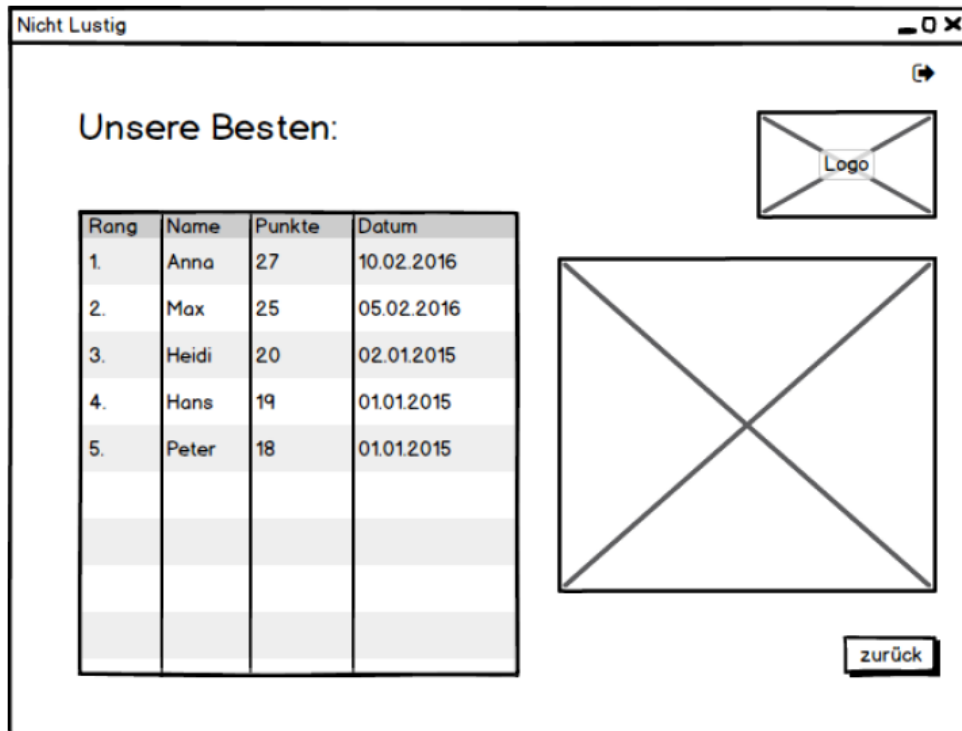 Nicht Lustig
Unsere Besten:
Logo
Rang Name Punkte Datum
1. Anna 27 10.02.2016
2. Max 25 05.02.2016
3. Heidi 20 02.01.2015
4. Hans 19 01.01.2015
5. Peter 18 01.01.2015
zurück